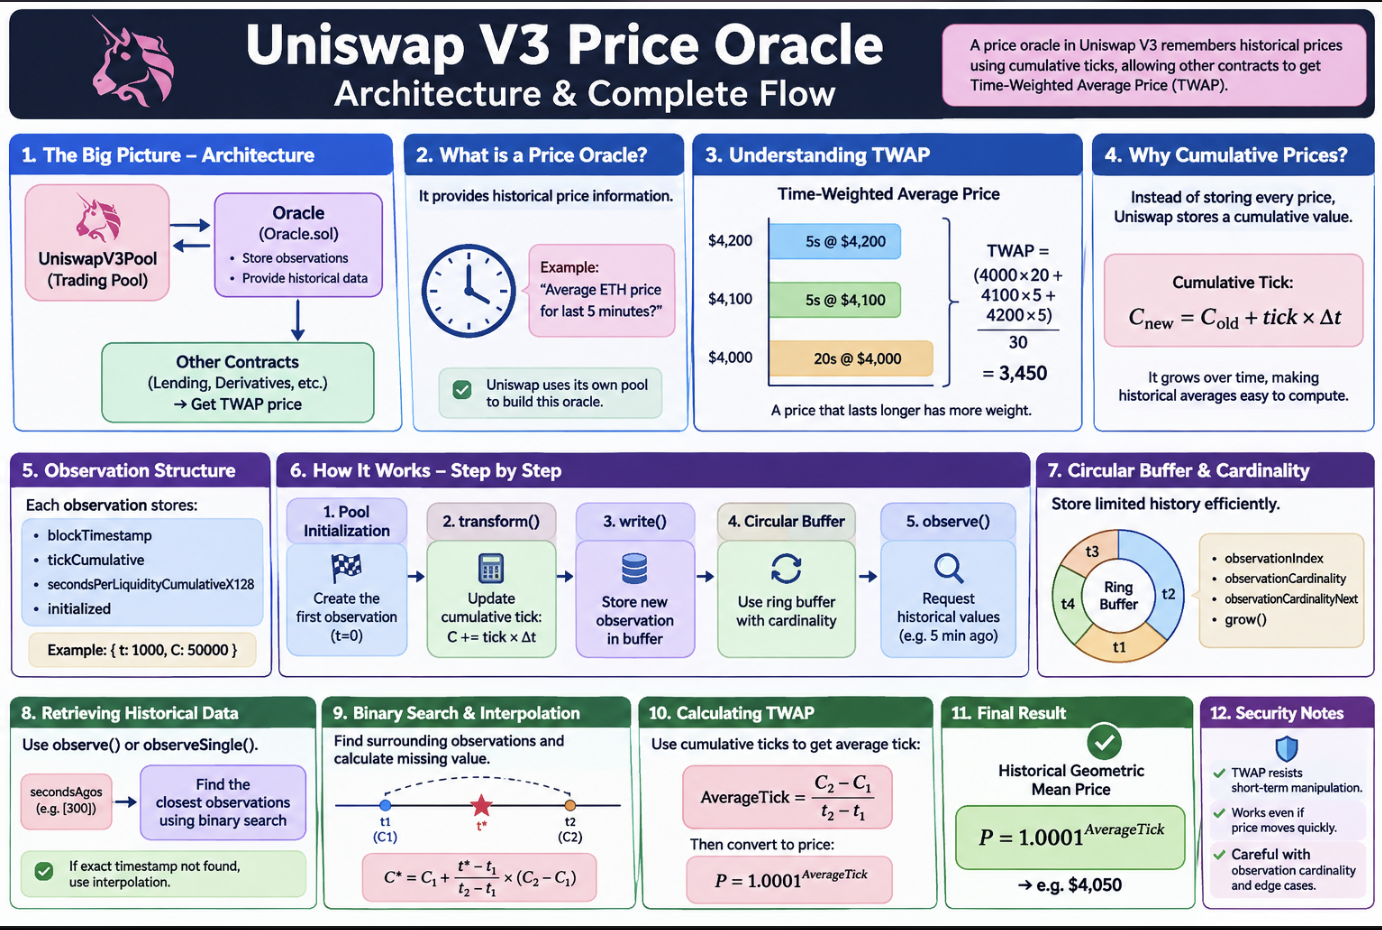 Uniswap V3 Price Oracle
Architecture & Complete Flow
A price oracle in Uniswap V3 remembers historical prices
using cumulative ticks, allowing other contracts to get
Time-Weighted Average Price (TWAP).
1. The Big Picture – Architecture
UniswapV3Pool
(Trading Pool)
Oracle
(Oracle.sol)
• Store observations
• Provide historical data
Other Contracts
(Lending, Derivatives, etc.)
→ Get TWAP price
2. What is a Price Oracle?
It provides historical price information.
Example:
“Average ETH price
for last 5 minutes?”
Uniswap uses its own pool
to build this oracle.
3. Understanding TWAP
Time-Weighted Average Price
$4,200
5s @ $4,200
$4,100
5s @ $4,100
$4,000
20s @ $4,000
TWAP =
(4000×20 +
4100×5 +
4200×5)
30
= 3,450
A price that lasts longer has more weight.
4. Why Cumulative Prices?
Instead of storing every price,
Uniswap stores a cumulative value.
Cumulative Tick:
C_new = C_old + tick × Δt
It grows over time, making
historical averages easy to compute.
5. Observation Structure
Each observation stores:
• blockTimestamp
• tickCumulative
• secondsPerLiquidityCumulativeX128
• initialized
Example: { t: 1000, C: 50000 }
6. How It Works – Step by Step
1. Pool
Initialization
Create the
first observation
(t=0)
2. transform()
Update
cumulative tick:
C += tick × Δt
3. write()
Store new
observation
in buffer
4. Circular Buffer
Use ring buffer
with cardinality
5. observe()
Request
historical values
(e.g. 5 min ago)
7. Circular Buffer & Cardinality
Store limited history efficiently.
t3
t2
t4
t1
Ring
Buffer
• observationIndex
• observationCardinality
• observationCardinalityNext
• grow()
8. Retrieving Historical Data
Use observe() or observeSingle().
secondsAgos
(e.g. [300])
Find the
closest observations
using binary search
If exact timestamp not found,
use interpolation.
9. Binary Search & Interpolation
Find surrounding observations and
calculate missing value.
t1
(C1)
t*
t2
(C2)
C* = C₁ + (t* − t₁)/(t₂ − t₁) × (C₂ − C₁)
10. Calculating TWAP
Use cumulative ticks to get average tick:
AverageTick = (C₂ − C₁)/(t₂ − t₁)
Then convert to price:
P = 1.0001^AverageTick
11. Final Result
Historical Geometric
Mean Price
P = 1.0001^AverageTick
→ e.g. $4,050
12. Security Notes
TWAP resists
short-term manipulation.
Works even if
price moves quickly.
Careful with
observation cardinality
and edge cases.